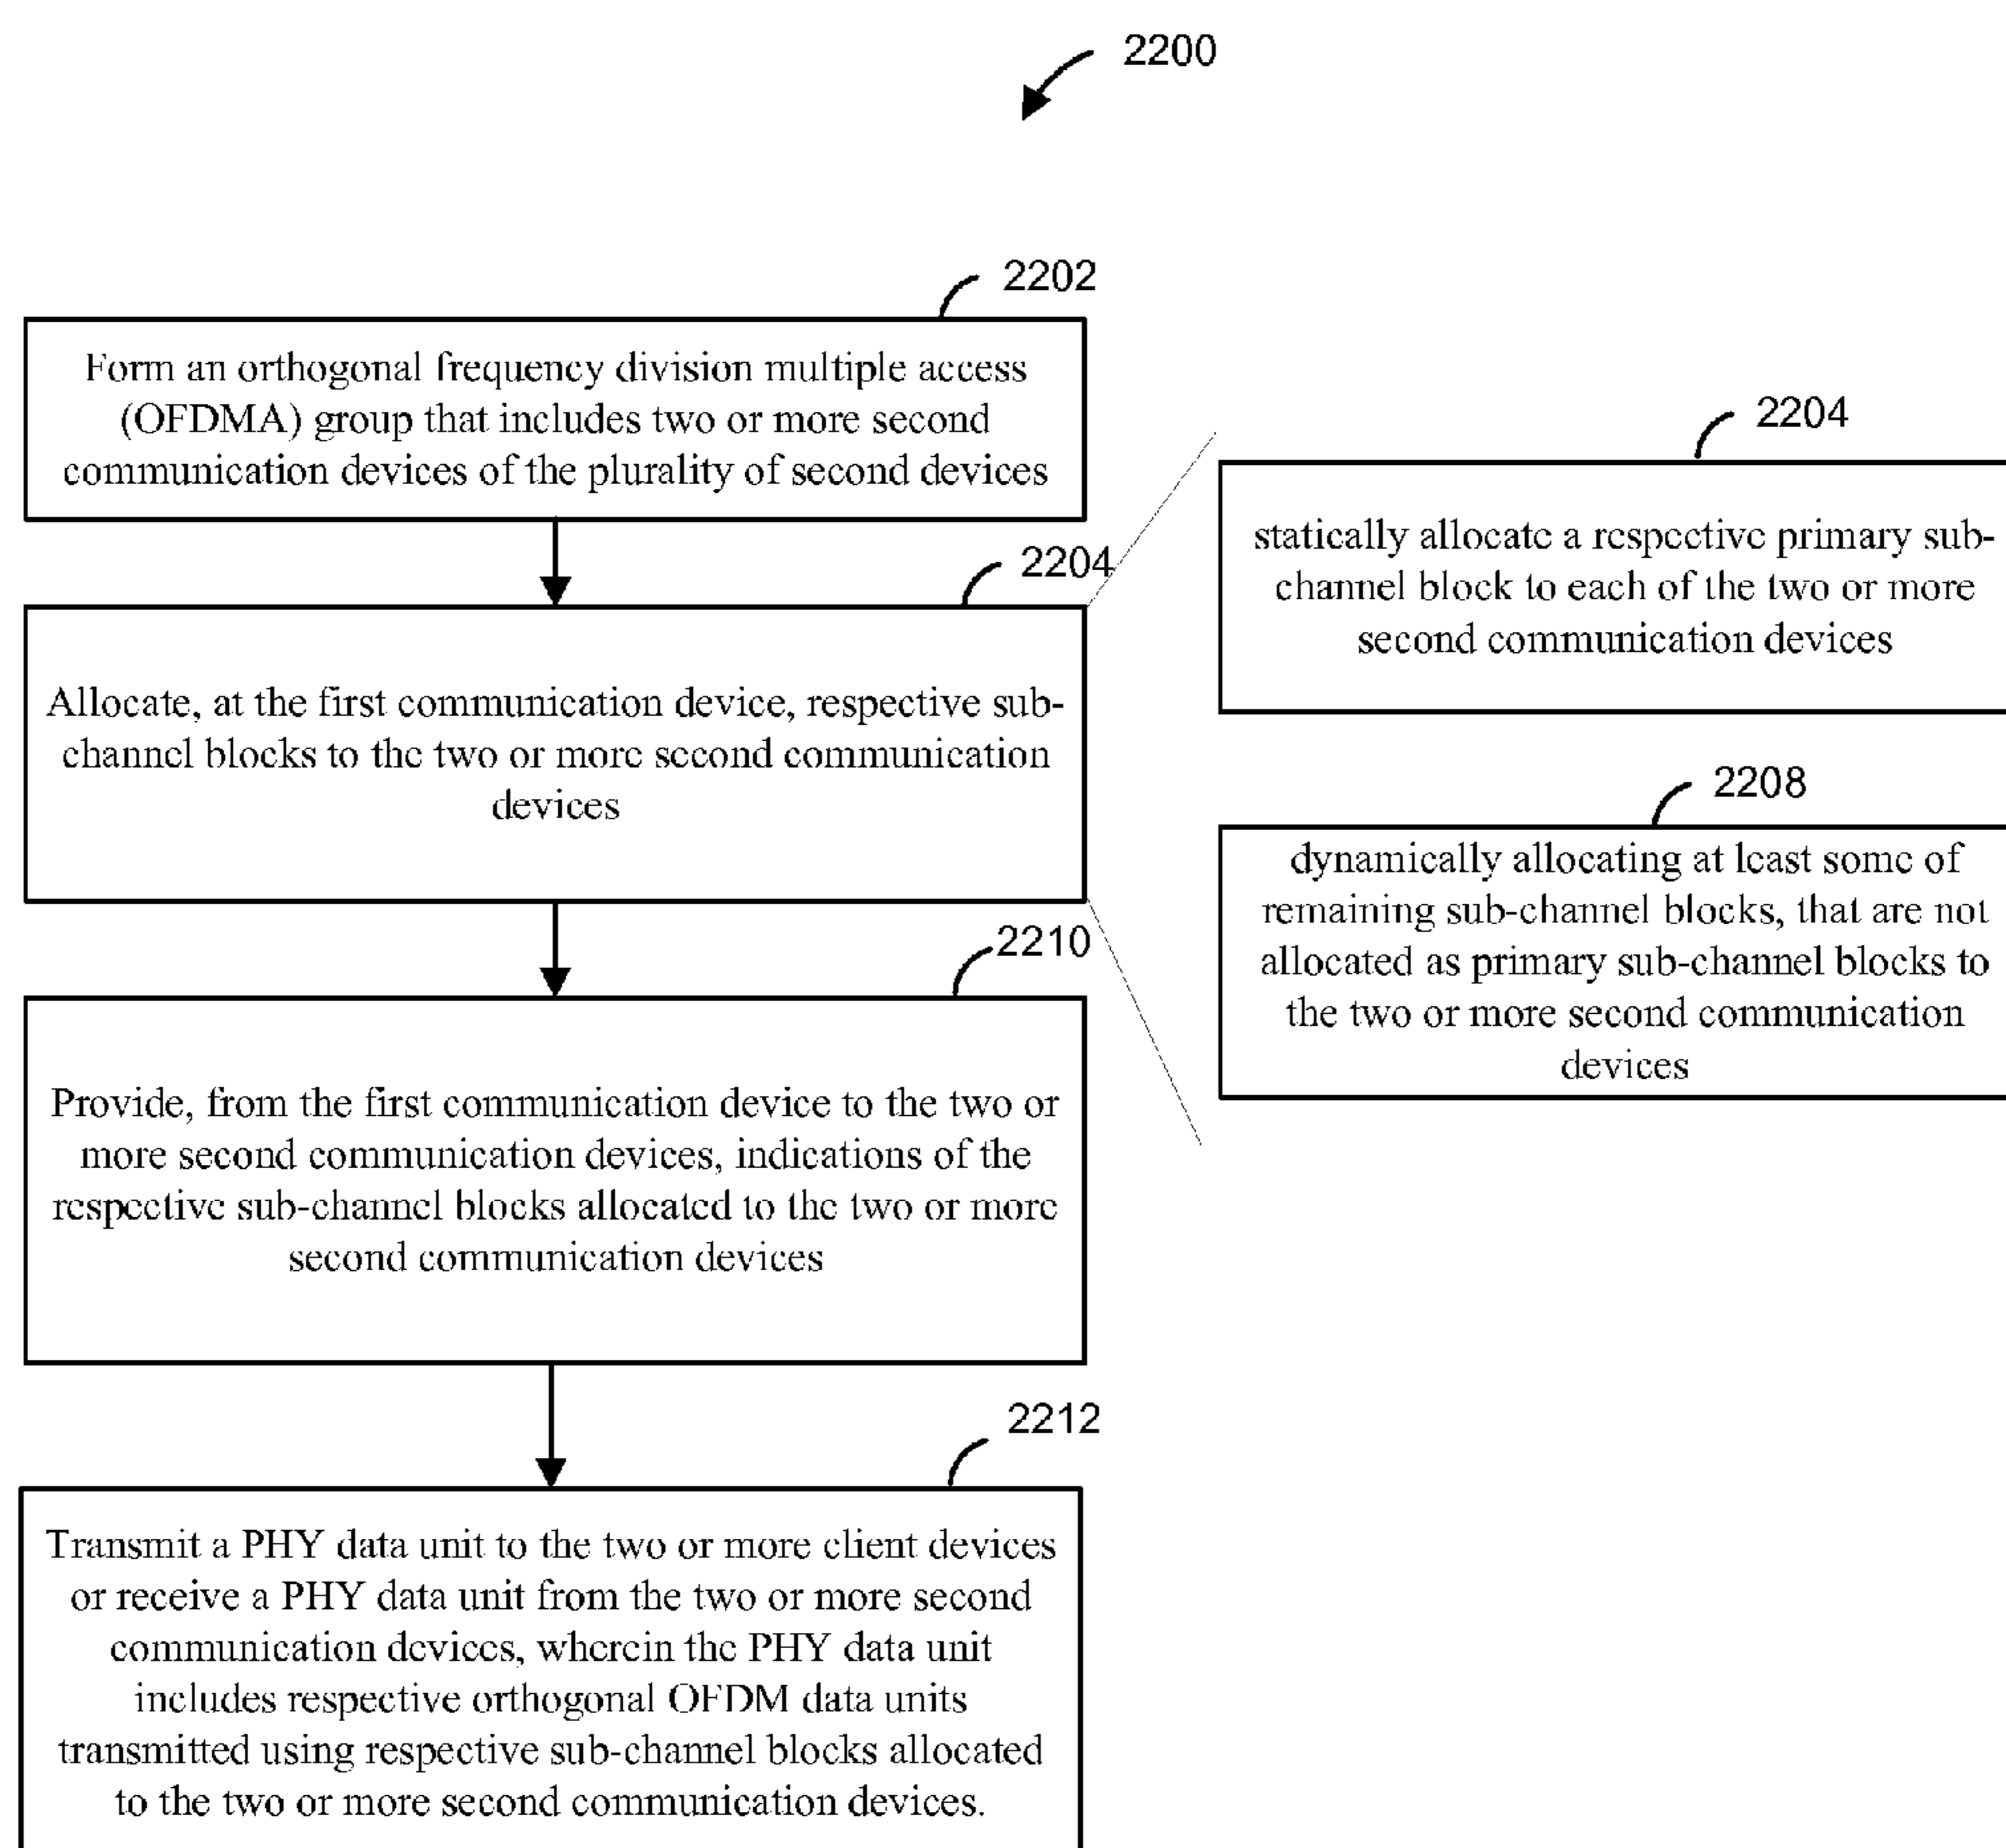 2200
2202
Form an orthogonal frequency division multiple access
(OFDMA) group that includes two or more second
communication devices of the plurality of second devices
2204
Allocate, at the first communication device, respective sub-
channel blocks to the two or more second communication
devices
2204
statically allocate a respective primary sub-
channel block to each of the two or more
second communication devices
2208
dynamically allocating at least some of
remaining sub-channel blocks, that are not
allocated as primary sub-channel blocks to
the two or more second communication
devices
2210
Provide, from the first communication device to the two or
more second communication devices, indications of the
respective sub-channel blocks allocated to the two or more
second communication devices
2212
Transmit a PHY data unit to the two or more client devices
or receive a PHY data unit from the two or more second
communication devices, wherein the PHY data unit
includes respective orthogonal OFDM data units
transmitted using respective sub-channel blocks allocated
to the two or more second communication devices.